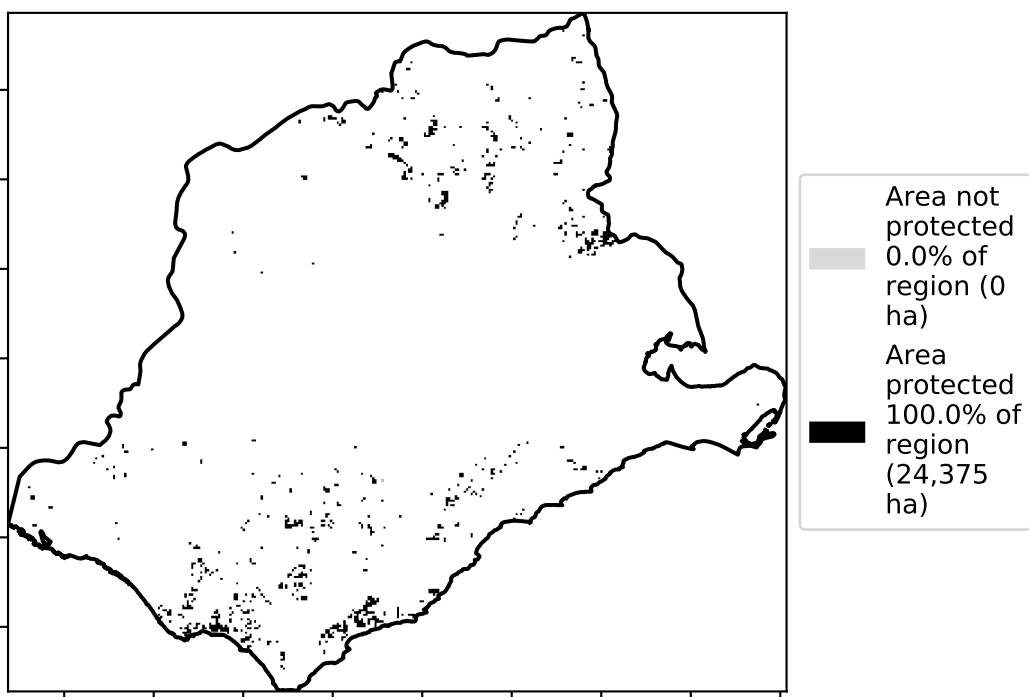 Area not
protected
0.0% of
region (0
ha)
Area
protected
100.0% of
region
(24,375
ha)